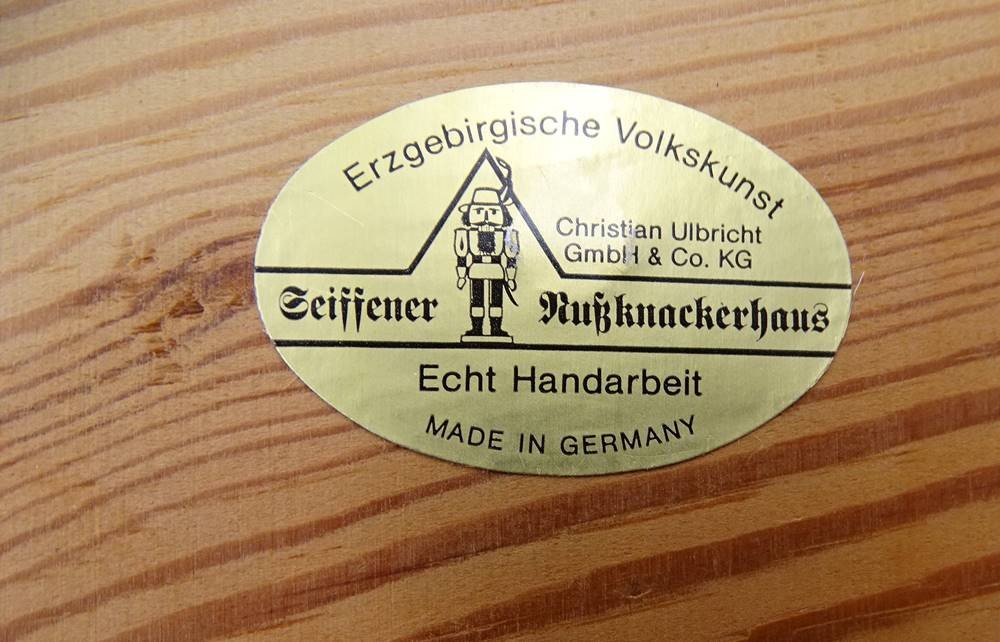 Erzgebirgische Volkskunst
Christian Ulbricht
GmbH & Co. KG
Seiffener Nußknackerhaus
Echt Handarbeit
MADE IN GERMANY